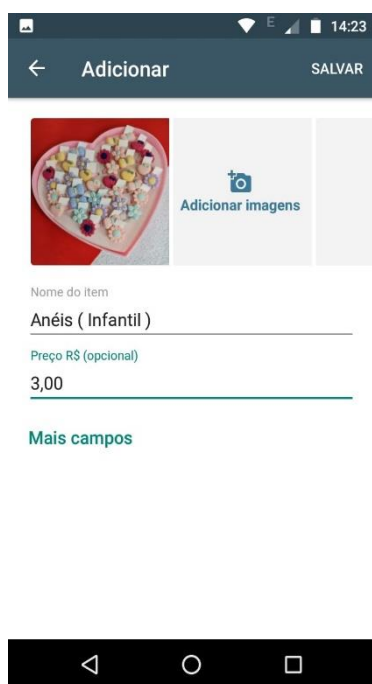 E 14:23
Adicionar SALVAR
Adicionar imagens
Nome do item
Anéis ( Infantil )
Preço R$ (opcional)
3,00
Mais campos